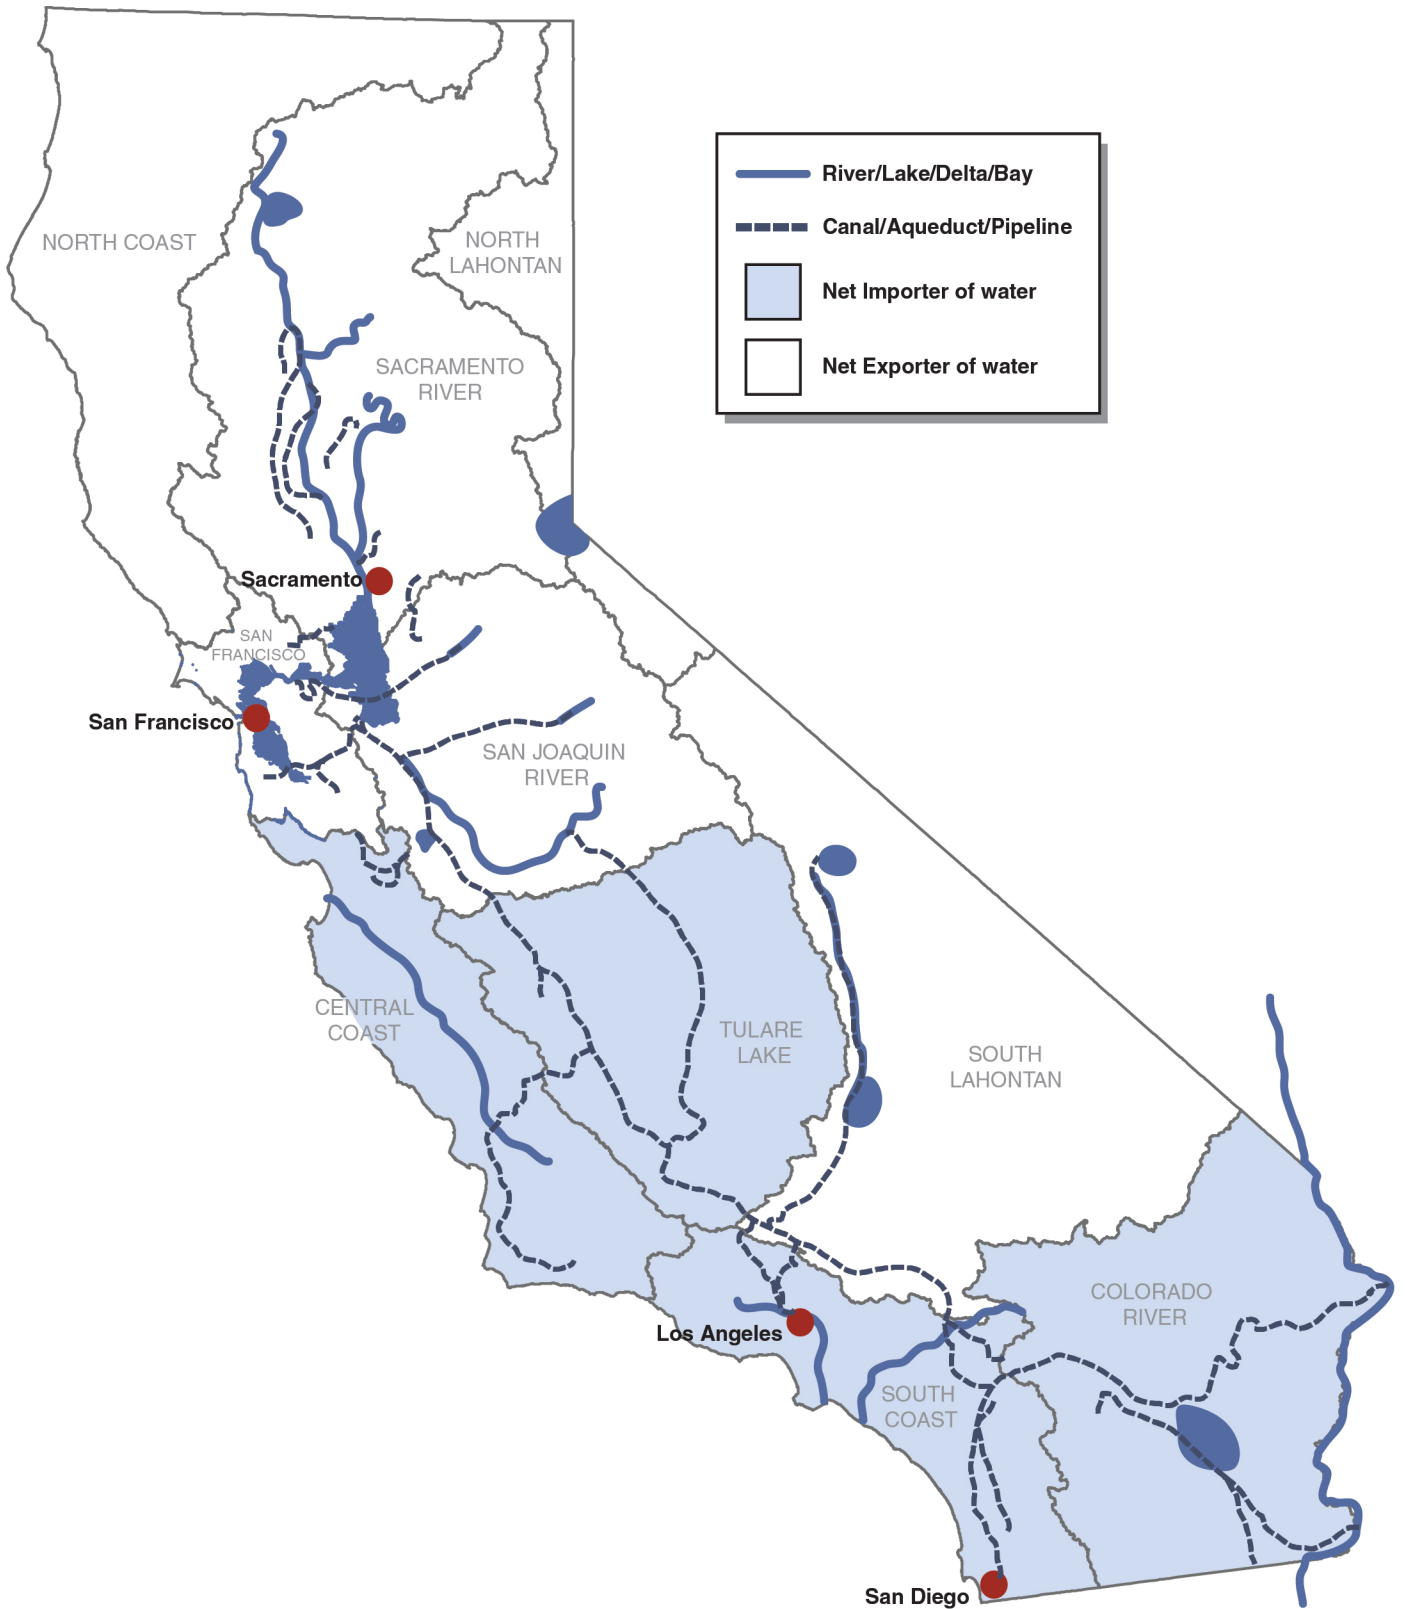 River/Lake/Delta/Bay
Canal/Aqueduct/Pipeline
Net Importer of water
Net Exporter of water
NORTH COAST
NORTH
LAHONTAN
SACRAMENTO
RIVER
Sacramento
SAN
FRANCISCO
San Francisco
SAN JOAQUIN
RIVER
CENTRAL
COAST
TULARE
LAKE
SOUTH
LAHONTAN
COLORADO
RIVER
Los Angeles
SOUTH
COAST
San Diego